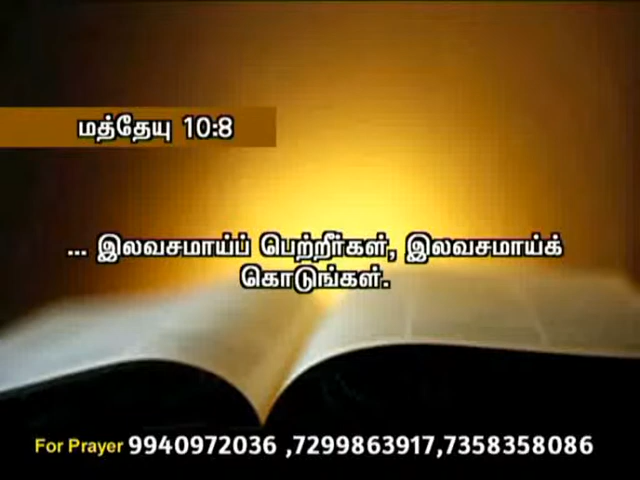 மத்தேயு 10:8
... இலவசமாய்ப் பெற்றீர்கள், இலவசமாய்க்
கொடுங்கள்.
For Prayer 9940972036 ,7299863917,7358358086